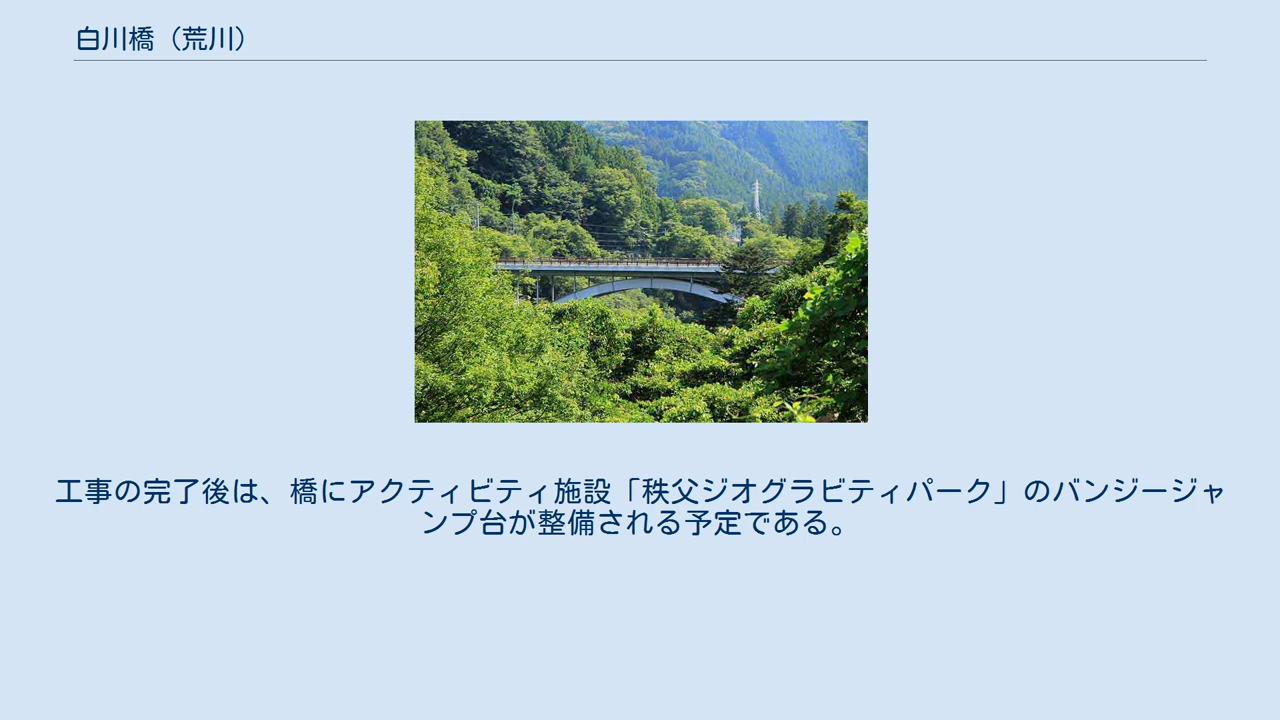 白川橋（荒川）
工事の完了後は、橋にアクティビティ施設「秩父ジオグラビティパーク」のバンジージャ
ンプ台が整備される予定である。